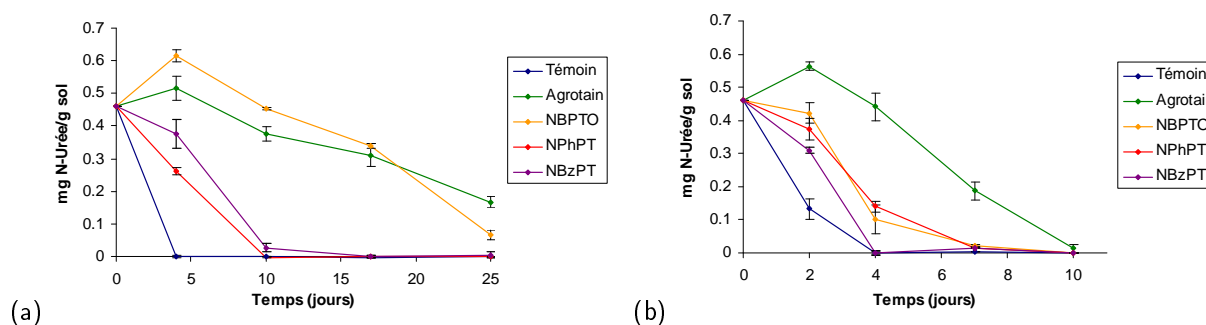 0.7
0.6
0.5
0.4
0.3
0.2
0.1
0
mg N-Urée/g sol
0
5
10
15
20
25
Temps (jours)
Témoin
Agrotain
NBPTO
NPhPT
NBzPT
(a)
0.7
0.6
0.5
0.4
0.3
0.2
0.1
0
mg N-Urée/g sol
0
2
4
6
8
10
Temps (jours)
Témoin
Agrotain
NBPTO
NPhPT
NBzPT
(b)